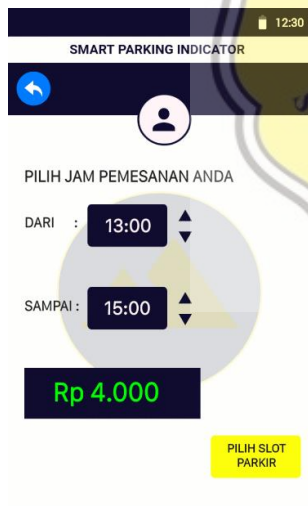 12:30
SMART PARKING INDICATOR
PILIH JAM PEMESANAN ANDA
DARI : 13:00
SAMPAI : 15:00
Rp 4.000
PILIH SLOT
PARKIR